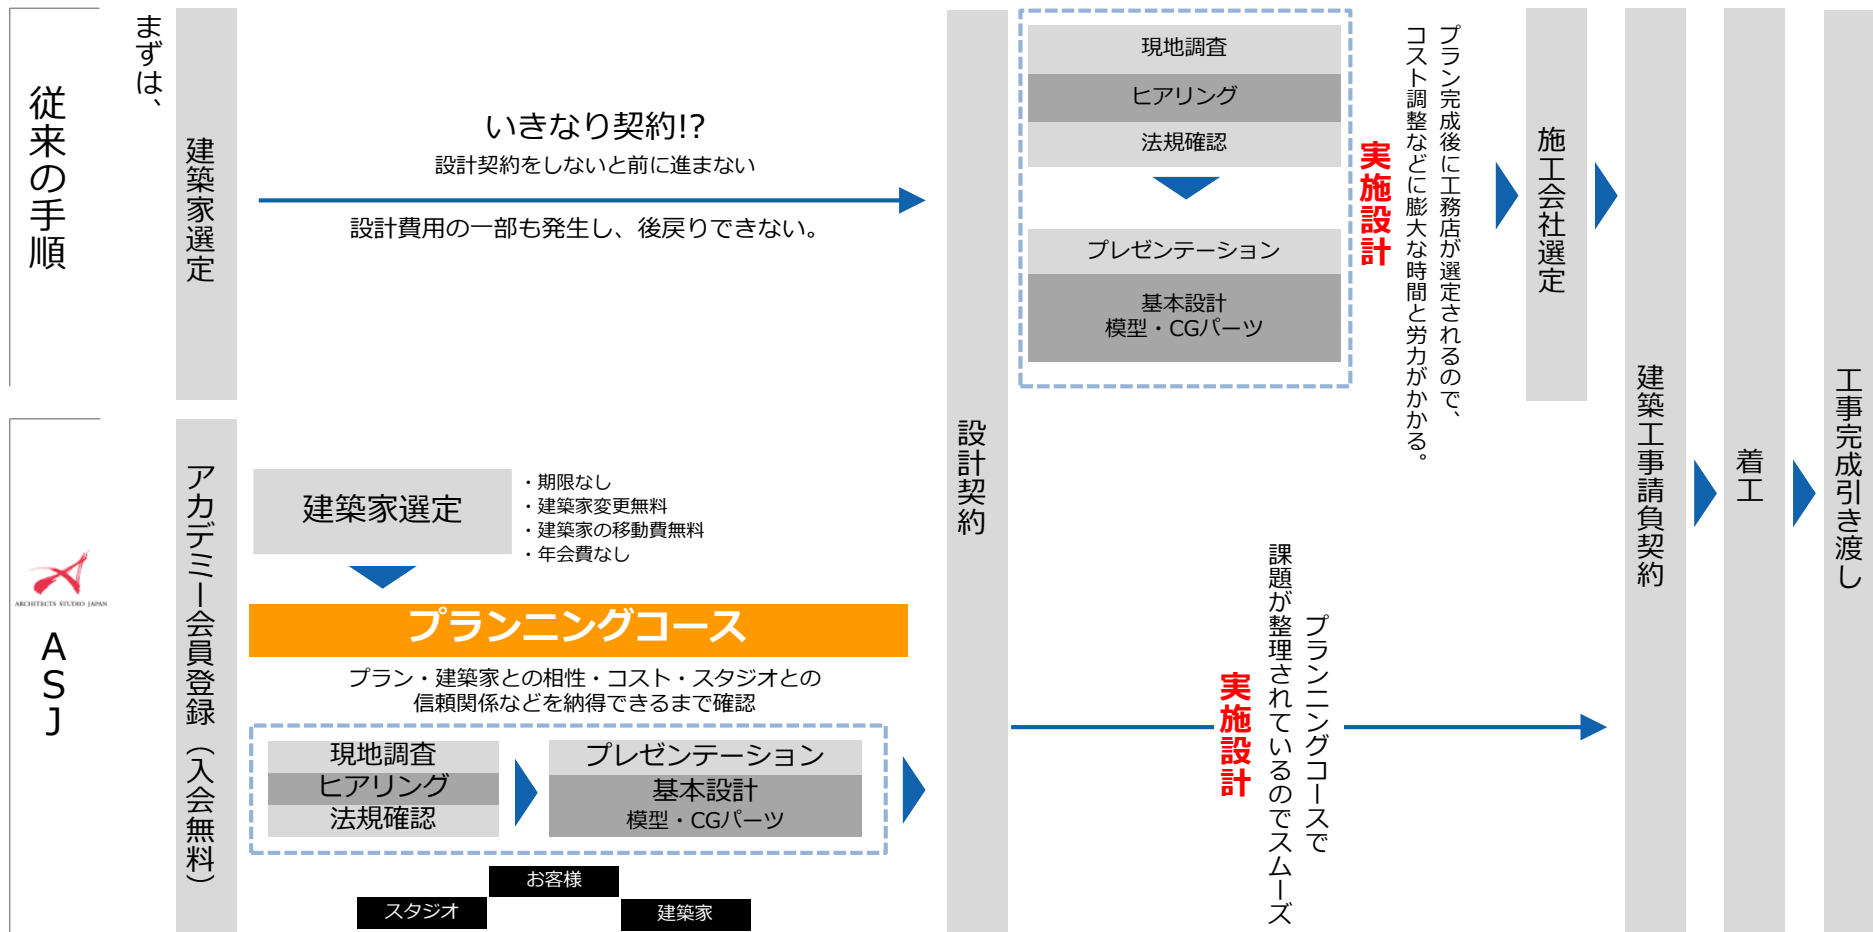 従来の手順
まずは、
建築家選定
いきなり契約!?
設計契約をしないと前に進まない
設計費用の一部も発生し、後戻りできない。
設計契約
現地調査
ヒアリング
法規確認
プレゼンテーション
基本設計
模型・CGパーツ
実施設計
プラン完成後に工務店が選定されるので、
コスト調整などに膨大な時間と労力がかかる。
施工会社選定
建築工事請負契約
着工
工事完成引き渡し
ARCHITECTS STUDIO JAPAN
ASJ
アカデミー会員登録（入会無料）
建築家選定
・期限なし
・建築家変更無料
・建築家の移動費無料
・年会費なし
プランニングコース
プラン・建築家との相性・コスト・スタジオとの
信頼関係などを納得できるまで確認
現地調査
ヒアリング
法規確認
プレゼンテーション
基本設計
模型・CGパーツ
お客様
スタジオ
建築家
実施設計
プランニングコースで
課題が整理されているのでスムーズ